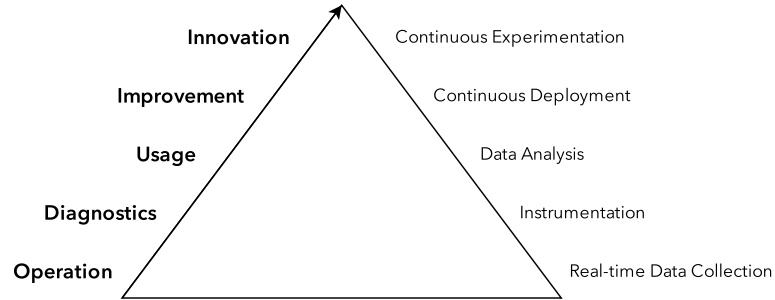 Innovation Continuous Experimentation
Improvement Continuous Deployment
Usage Data Analysis
Diagnostics Instrumentation
Operation Real-time Data Collection